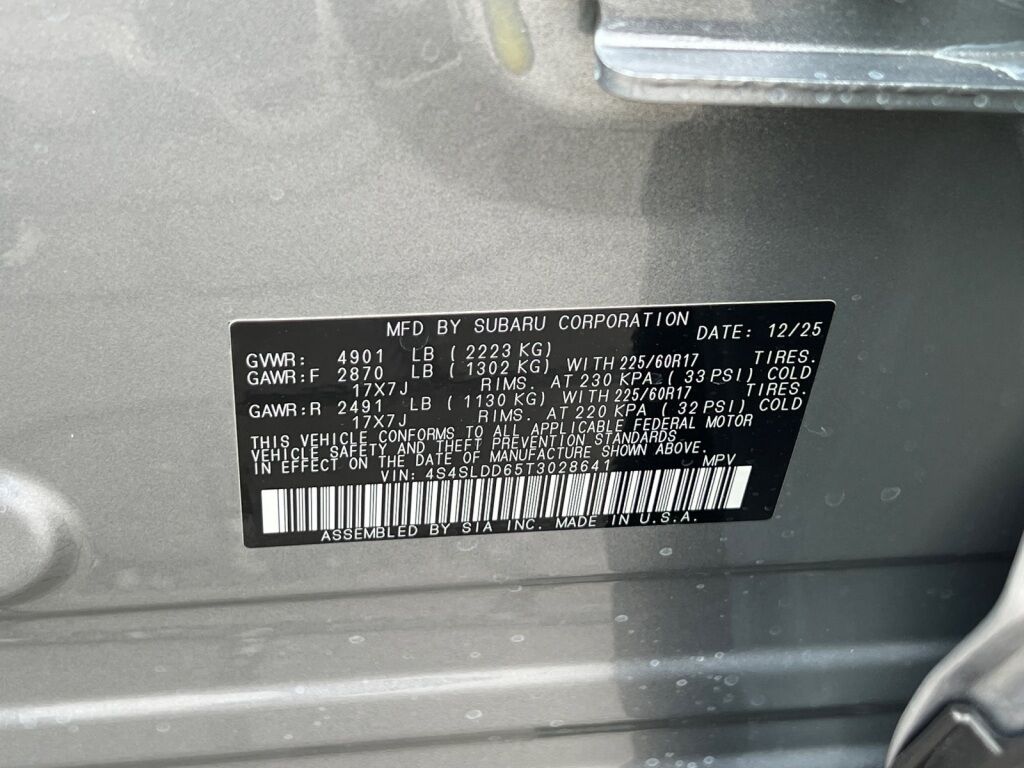 MFD BY SUBARU CORPORATION DATE: 12/25
GVWR: 4901 LB ( 2223 KG)
GAWR:F 2870 LB ( 1302 KG) WITH 225/60R17 TIRES.
17X7J RIMS. AT 230 KPA ( 33 PSI) COLD
GAWR:R 2491 LB ( 1130 KG) WITH 225/60R17 TIRES.
17X7J RIMS. AT 220 KPA ( 32 PSI) COLD
THIS VEHICLE CONFORMS TO ALL APPLICABLE FEDERAL MOTOR
VEHICLE SAFETY AND THEFT PREVENTION STANDARDS
IN EFFECT ON THE DATE OF MANUFACTURE SHOWN ABOVE.
VIN: 4S4SLDD65T3028641 MPV
ASSEMBLED BY SIA INC. MADE IN U.S.A.